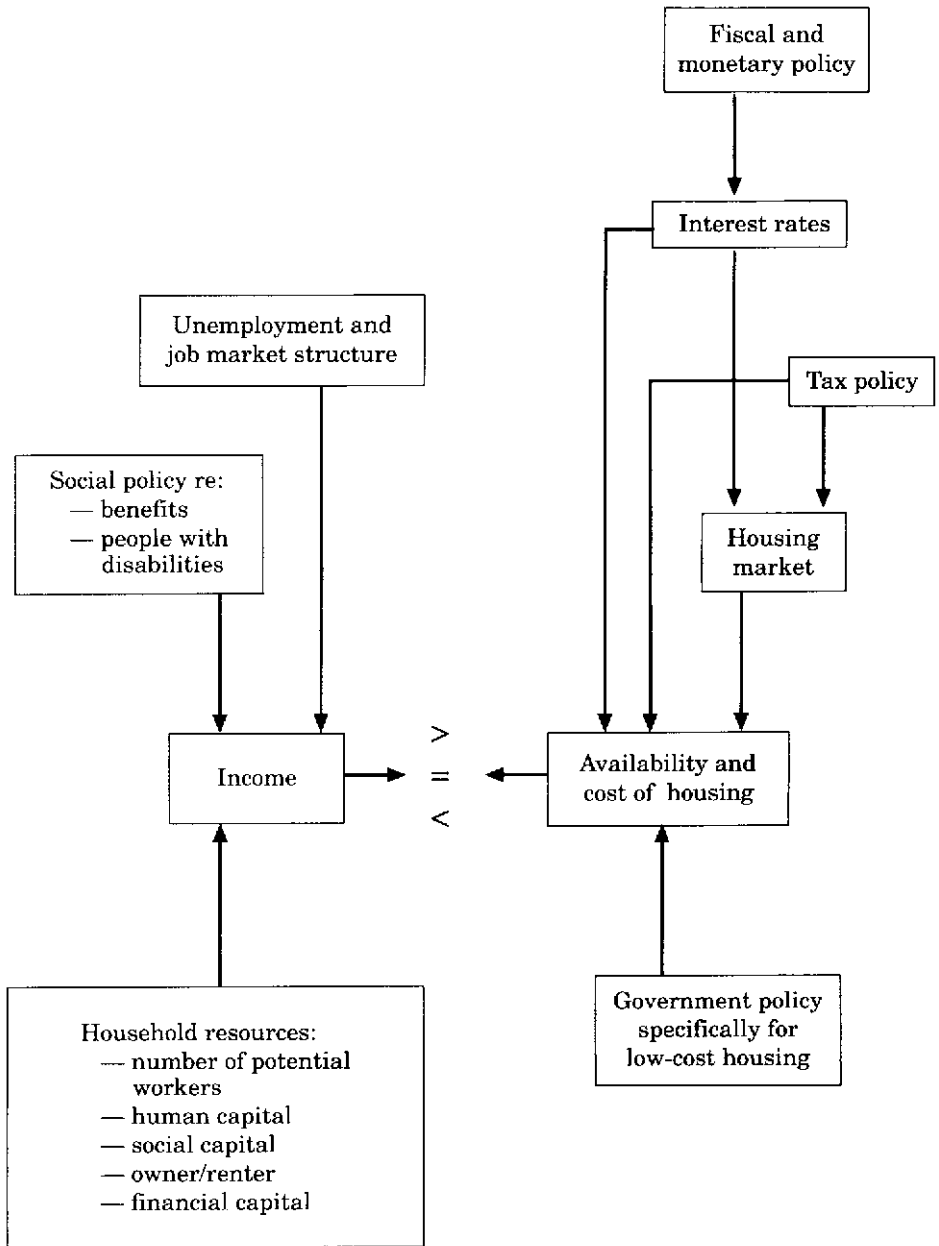 Fiscal and
monetary policy
Interest rates
Unemployment and
job market structure
Tax policy
Social policy re:
— benefits
— people with
disabilities
Housing
market
>
=
<
Income
Availability and
cost of housing
Household resources:
— number of potential
workers
— human capital
— social capital
— owner/renter
— financial capital
Government policy
specifically for
low-cost housing